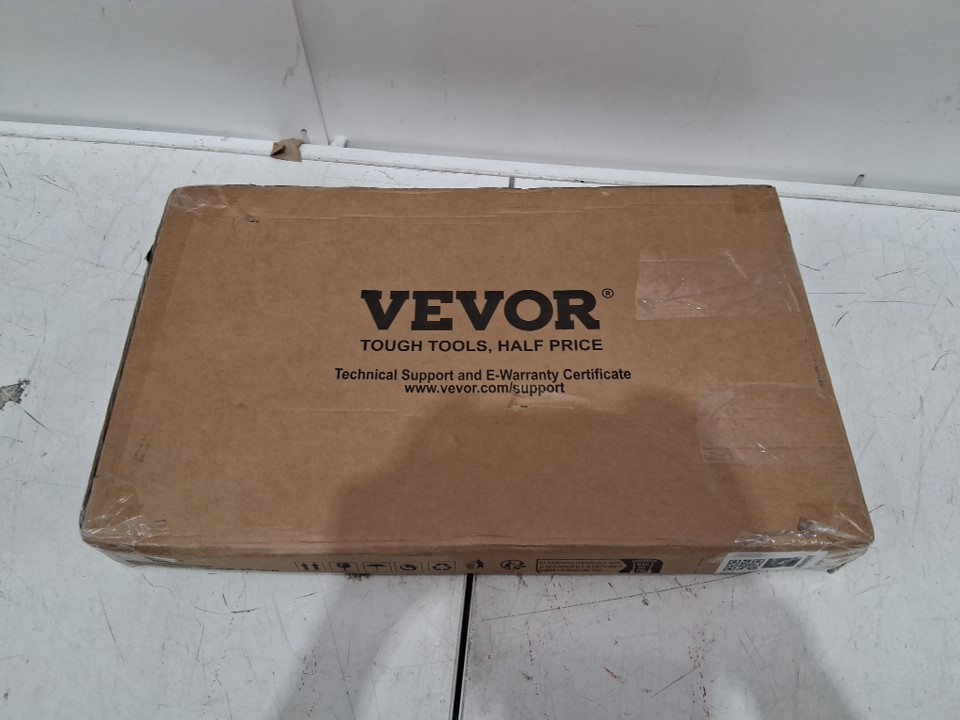 VEVOR®
TOUGH TOOLS, HALF PRICE
Technical Support and E-Warranty Certificate
www.vevor.com/support